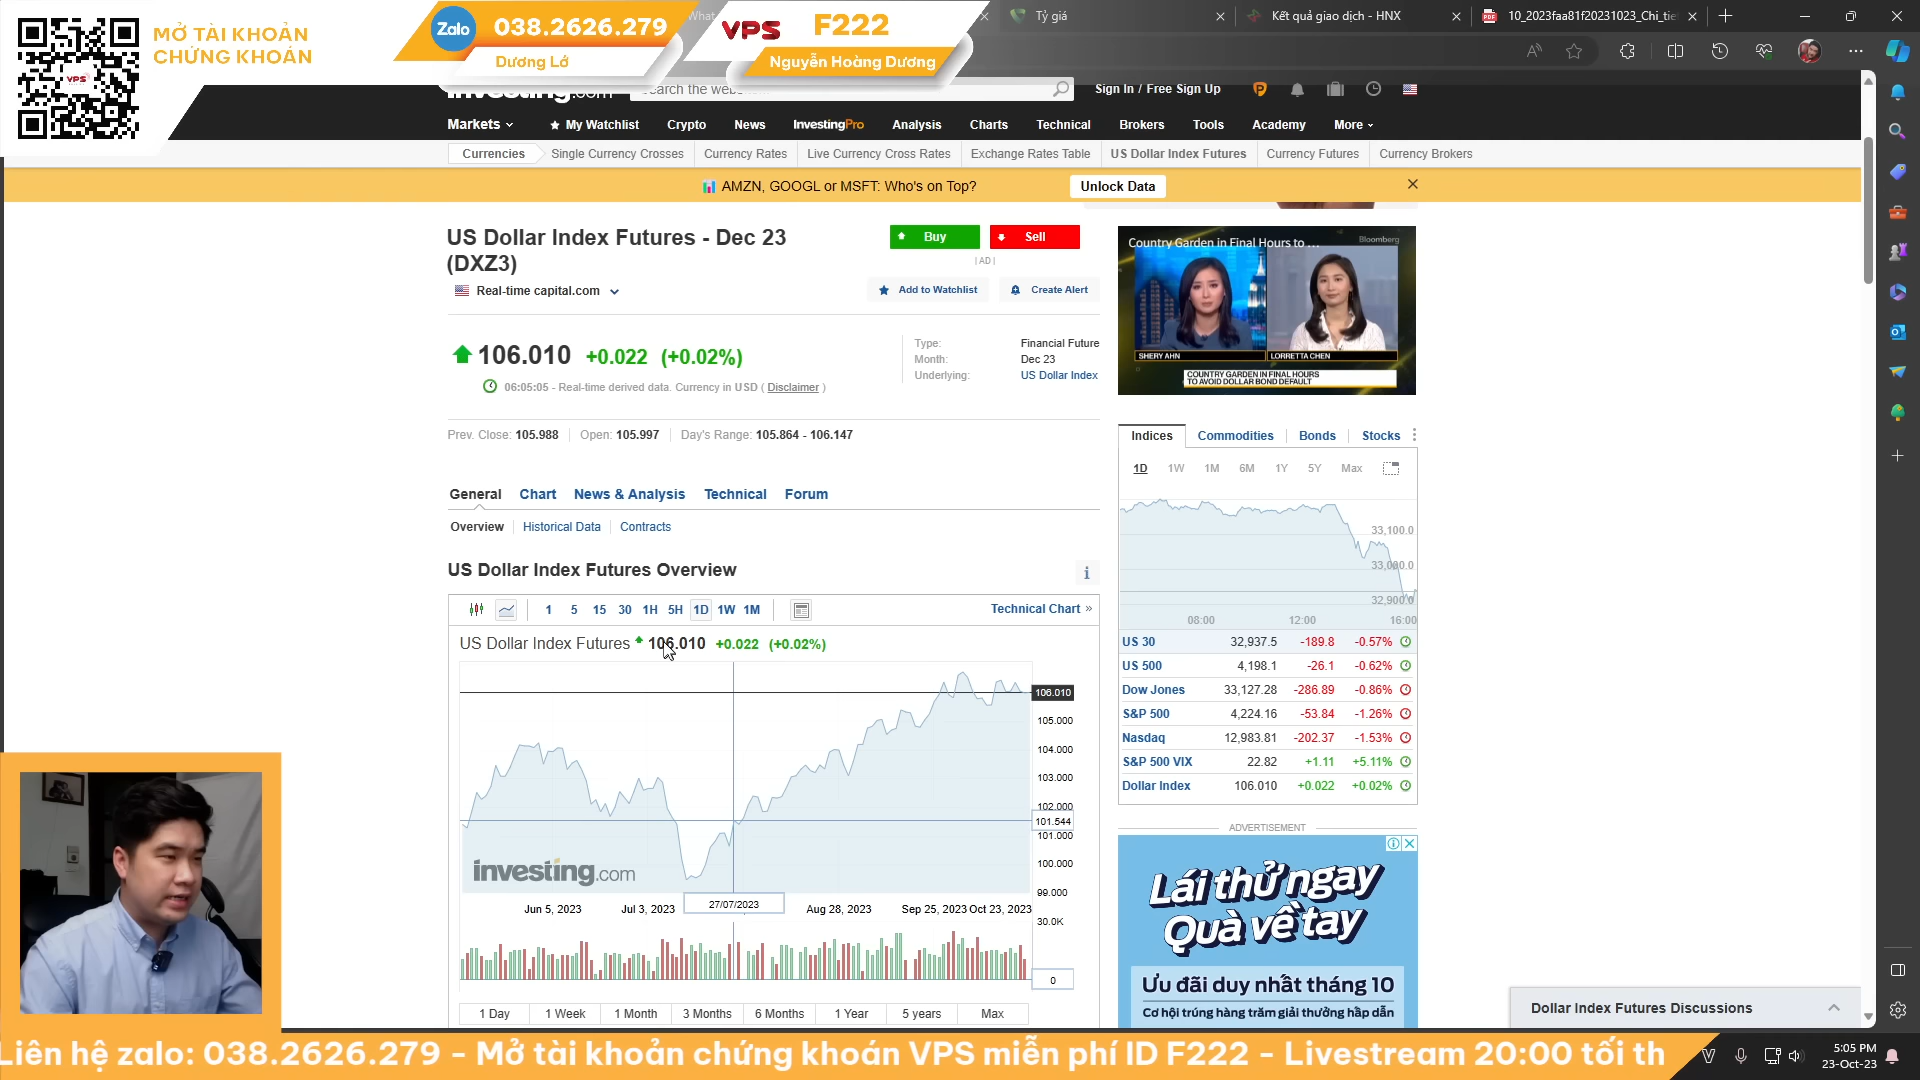 MỞ TÀI KHOẢN
CHỨNG KHOÁN
VPS
Zalo
038.2626.279
Dương Lớ
VPS
F222
Nguyễn Hoàng Dương
What
Tỷ giá
Kết quả giao dịch - HNX
10_2023faa81f20231023_Chi_tie
Investing.com
Search the website...
Sign In / Free Sign Up
Markets
My Watchlist
Crypto
News
InvestingPro
Analysis
Charts
Technical
Brokers
Tools
Academy
More
Currencies
Single Currency Crosses
Currency Rates
Live Currency Cross Rates
Exchange Rates Table
US Dollar Index Futures
Currency Futures
Currency Brokers
AMZN, GOOGL or MSFT: Who's on Top?
Unlock Data
US Dollar Index Futures - Dec 23
(DXZ3)
Buy
Sell
| AD |
Real-time capital.com
Add to Watchlist
Create Alert
106.010 +0.022 (+0.02%)
06:05:05 - Real-time derived data. Currency in USD ( Disclaimer )
Type: Financial Future
Month: Dec 23
Underlying: US Dollar Index
Prev. Close: 105.988
Open: 105.997
Day's Range: 105.864 - 106.147
General
Chart
News & Analysis
Technical
Forum
Overview
Historical Data
Contracts
US Dollar Index Futures Overview
i
1 5 15 30 1H 5H 1D 1W 1M
Technical Chart »
US Dollar Index Futures 106.010 +0.022 (+0.02%)
106.010
105.000
104.000
103.000
102.000
101.544
101.000
100.000
99.000
investing.com
Jun 5, 2023
Jul 3, 2023
27/07/2023
Aug 28, 2023
Sep 25, 2023
Oct 23, 2023
30.0K
0
1 Day
1 Week
1 Month
3 Months
6 Months
1 Year
5 years
Max
Country Garden in Final Hours to ...
Bloomberg
SHERY AHN
LORRETTA CHEN
COUNTRY GARDEN IN FINAL HOURS
TO AVOID DOLLAR BOND DEFAULT
Indices
Commodities
Bonds
Stocks
1D 1W 1M 6M 1Y 5Y Max
33,100.0
33,000.0
32,900.0
08:00
12:00
16:00
US 30 32,937.5 -189.8 -0.57%
US 500 4,198.1 -26.1 -0.62%
Dow Jones 33,127.28 -286.89 -0.86%
S&P 500 4,224.16 -53.84 -1.26%
Nasdaq 12,983.81 -202.37 -1.53%
S&P 500 VIX 22.82 +1.11 +5.11%
Dollar Index 106.010 +0.022 +0.02%
ADVERTISEMENT
Lái thử ngay
Quà về tay
Ưu đãi duy nhất tháng 10
Cơ hội trúng hàng trăm giải thưởng hấp dẫn
Dollar Index Futures Discussions
Liên hệ zalo: 038.2626.279 - Mở tài khoản chứng khoán VPS miễn phí ID F222 - Livestream 20:00 tối th
V
5:05 PM
23-Oct-23